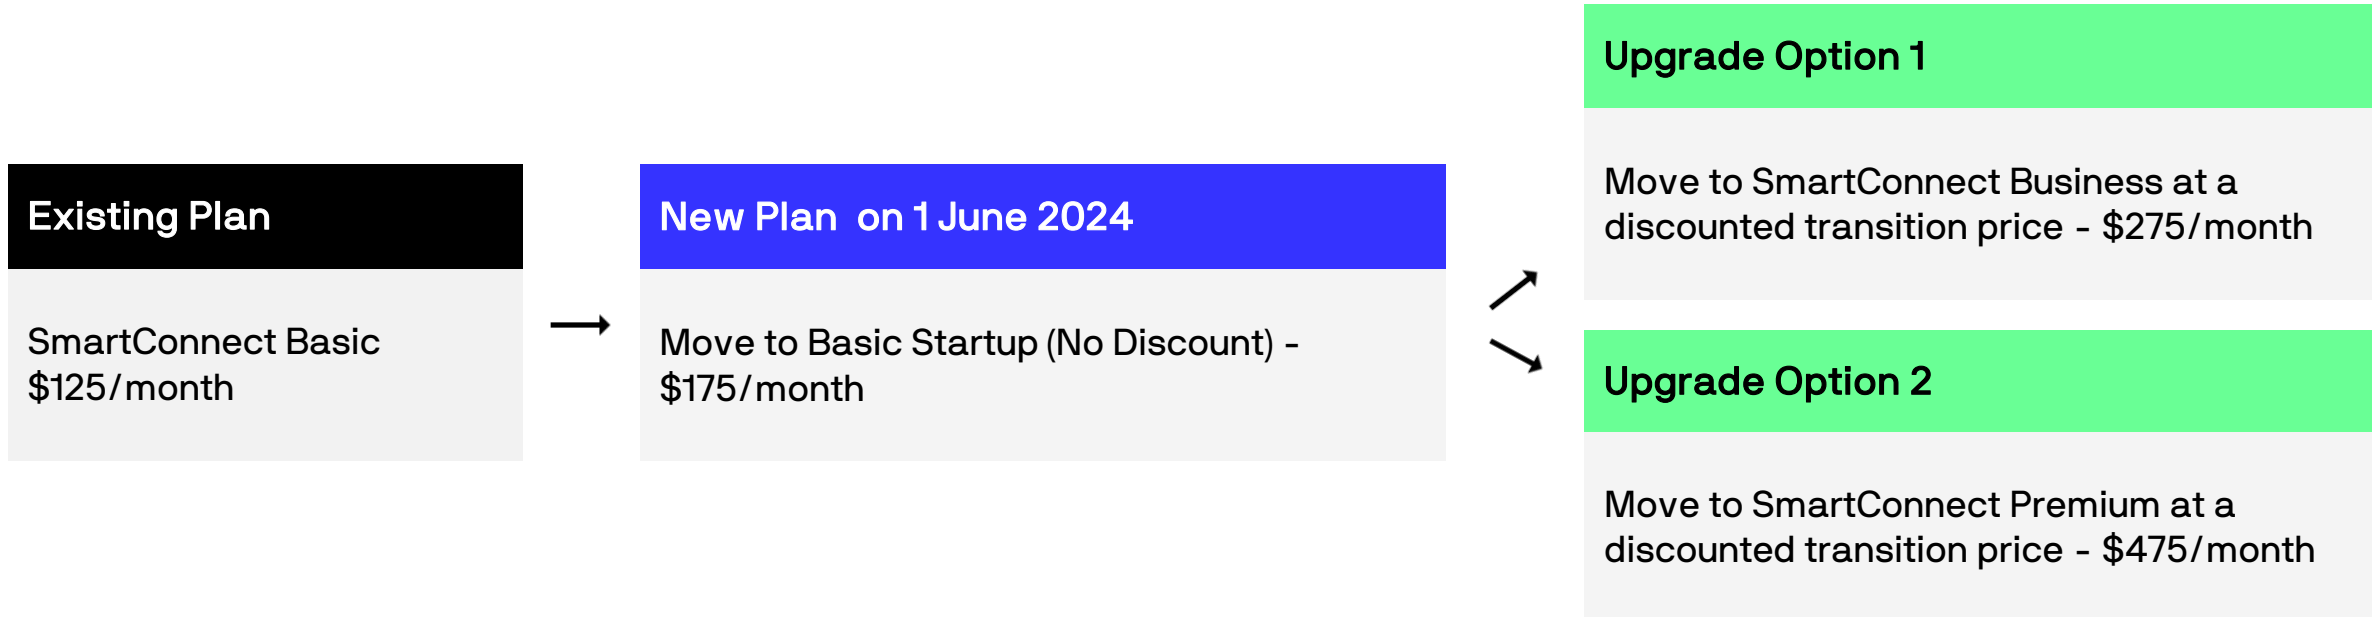 Existing Plan
SmartConnect Basic
$125/month
New Plan  on 1 June 2024
Move to Basic Startup (No Discount) -
$175/month
Upgrade Option 1
Move to SmartConnect Business at a
discounted transition price - $275/month
Upgrade Option 2
Move to SmartConnect Premium at a
discounted transition price - $475/month